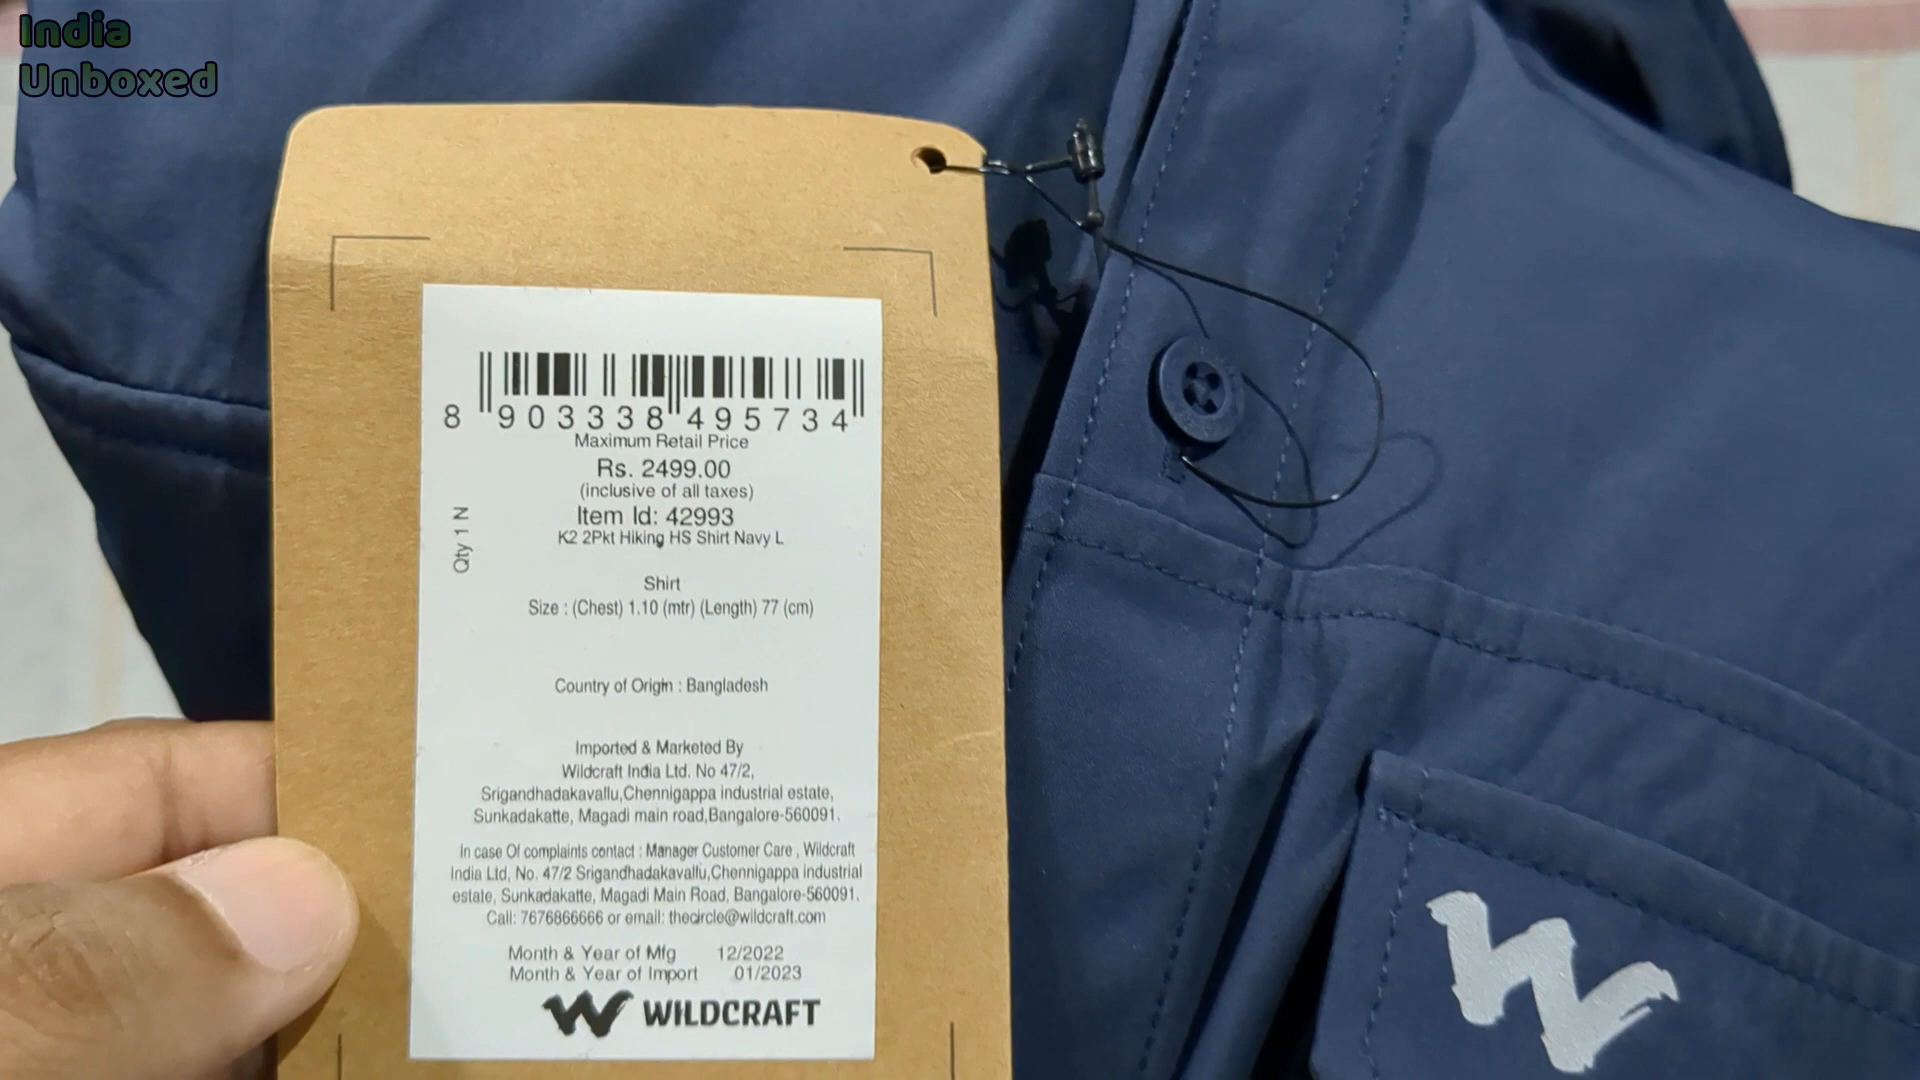 India
Unboxed
8 903338 495734
Maximum Retail Price
Rs. 2499.00
(inclusive of all taxes)
Item Id: 42993
K2 2Pkt Hiking HS Shirt Navy L
Qty 1 N
Shirt
Size : (Chest) 1.10 (mtr) (Length) 77 (cm)
Country of Origin : Bangladesh
Imported & Marketed By
Wildcraft India Ltd. No 47/2,
Srigandhadakavallu,Chennigappa industrial estate,
Sunkadakatte, Magadi main road,Bangalore-560091.
In case Of complaints contact : Manager Customer Care , Wildcraft
India Ltd, No. 47/2 Srigandhadakavallu,Chennigappa industrial
estate, Sunkadakatte, Magadi Main Road, Bangalore-560091.
Call: 7676866666 or email: thecircle@wildcraft.com
Month & Year of Mfg 12/2022
Month & Year of Import 01/2023
WILDCRAFT